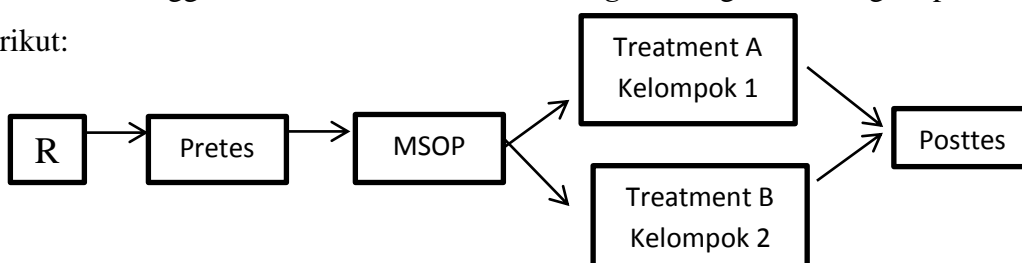 rikut:
Treatment A
Kelompok 1
R
Pretes
MSOP
Posttes
Treatment B
Kelompok 2